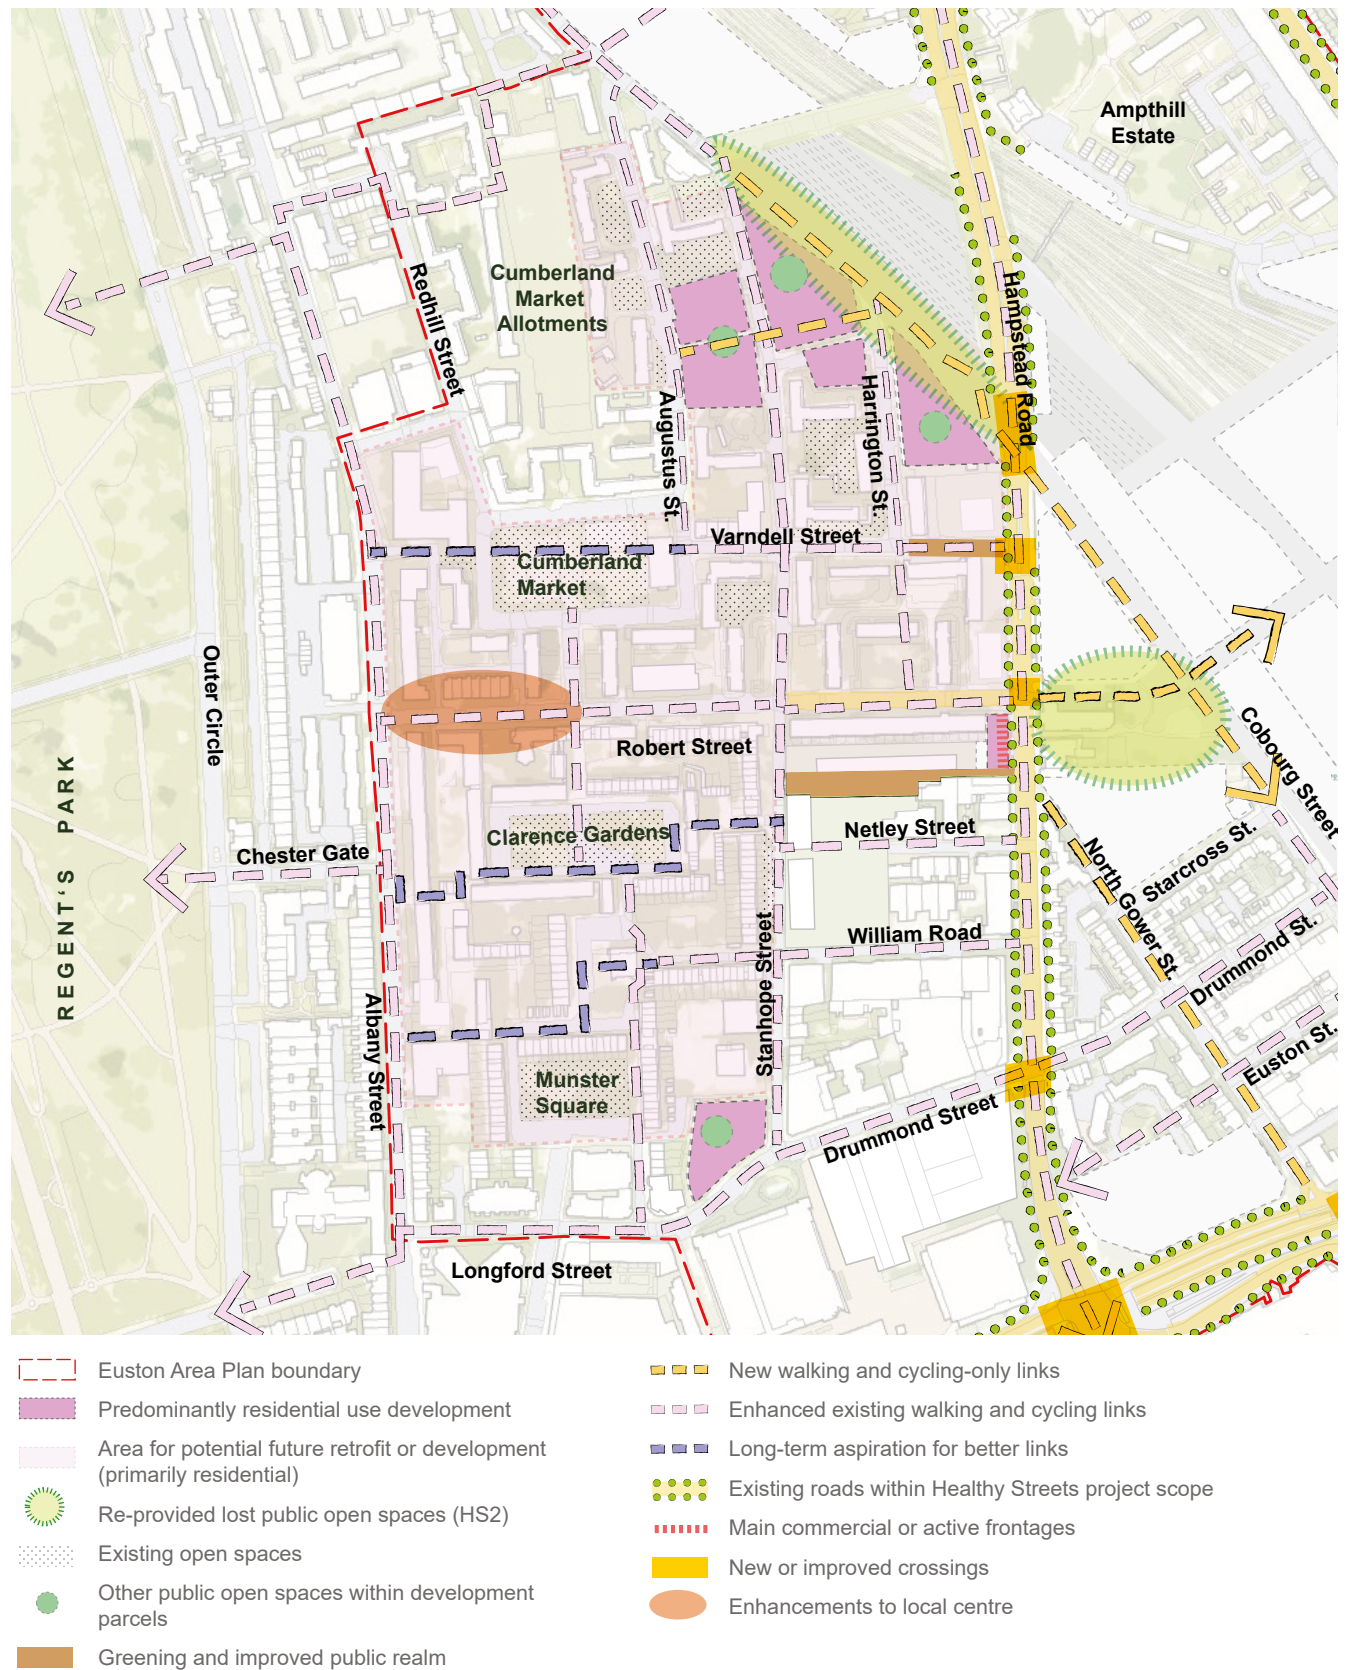 Ampthill
Estate
Cumberland
Market
Allotments
Redhill Street
Hampstead Road
Augustus St.
Harrington St.
Varndell Street
Cumberland
Market
Outer Circle
REGENT'S PARK
Robert Street
Cobourg Street
Clarence Gardens
Netley Street
Chester Gate
North Gower St.
Starcross St.
William Road
Stanhope Street
Drummond St.
Albany Street
Euston St.
Munster
Square
Drummond Street
Longford Street
Euston Area Plan boundary
Predominantly residential use development
Area for potential future retrofit or development
(primarily residential)
Re-provided lost public open spaces (HS2)
Existing open spaces
Other public open spaces within development
parcels
Greening and improved public realm
New walking and cycling-only links
Enhanced existing walking and cycling links
Long-term aspiration for better links
Existing roads within Healthy Streets project scope
Main commercial or active frontages
New or improved crossings
Enhancements to local centre